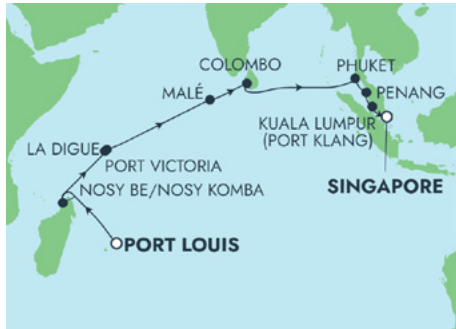 COLOMBO
PHUKET
MALÉ
PENANG
KUALA LUMPUR
(PORT KLANG)
LA DIGUE
PORT VICTORIA
NOSY BE/NOSY KOMBA
SINGAPORE
PORT LOUIS